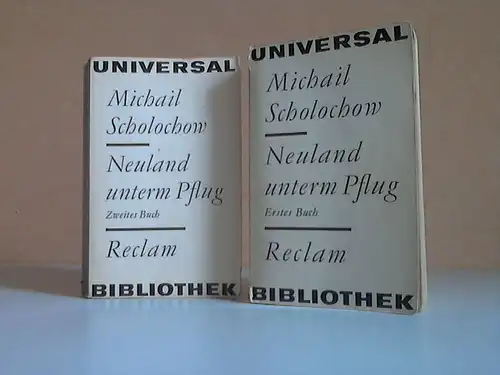 UNIVERSAL
Michail
Scholochow
Neuland
unterm Pflug
Zweites Buch
Reclam
BIBLIOTHEK
UNIVERSAL
Michail
Scholochow
Neuland
unterm Pflug
Erstes Buch
Reclam
BIBLIOTHEK